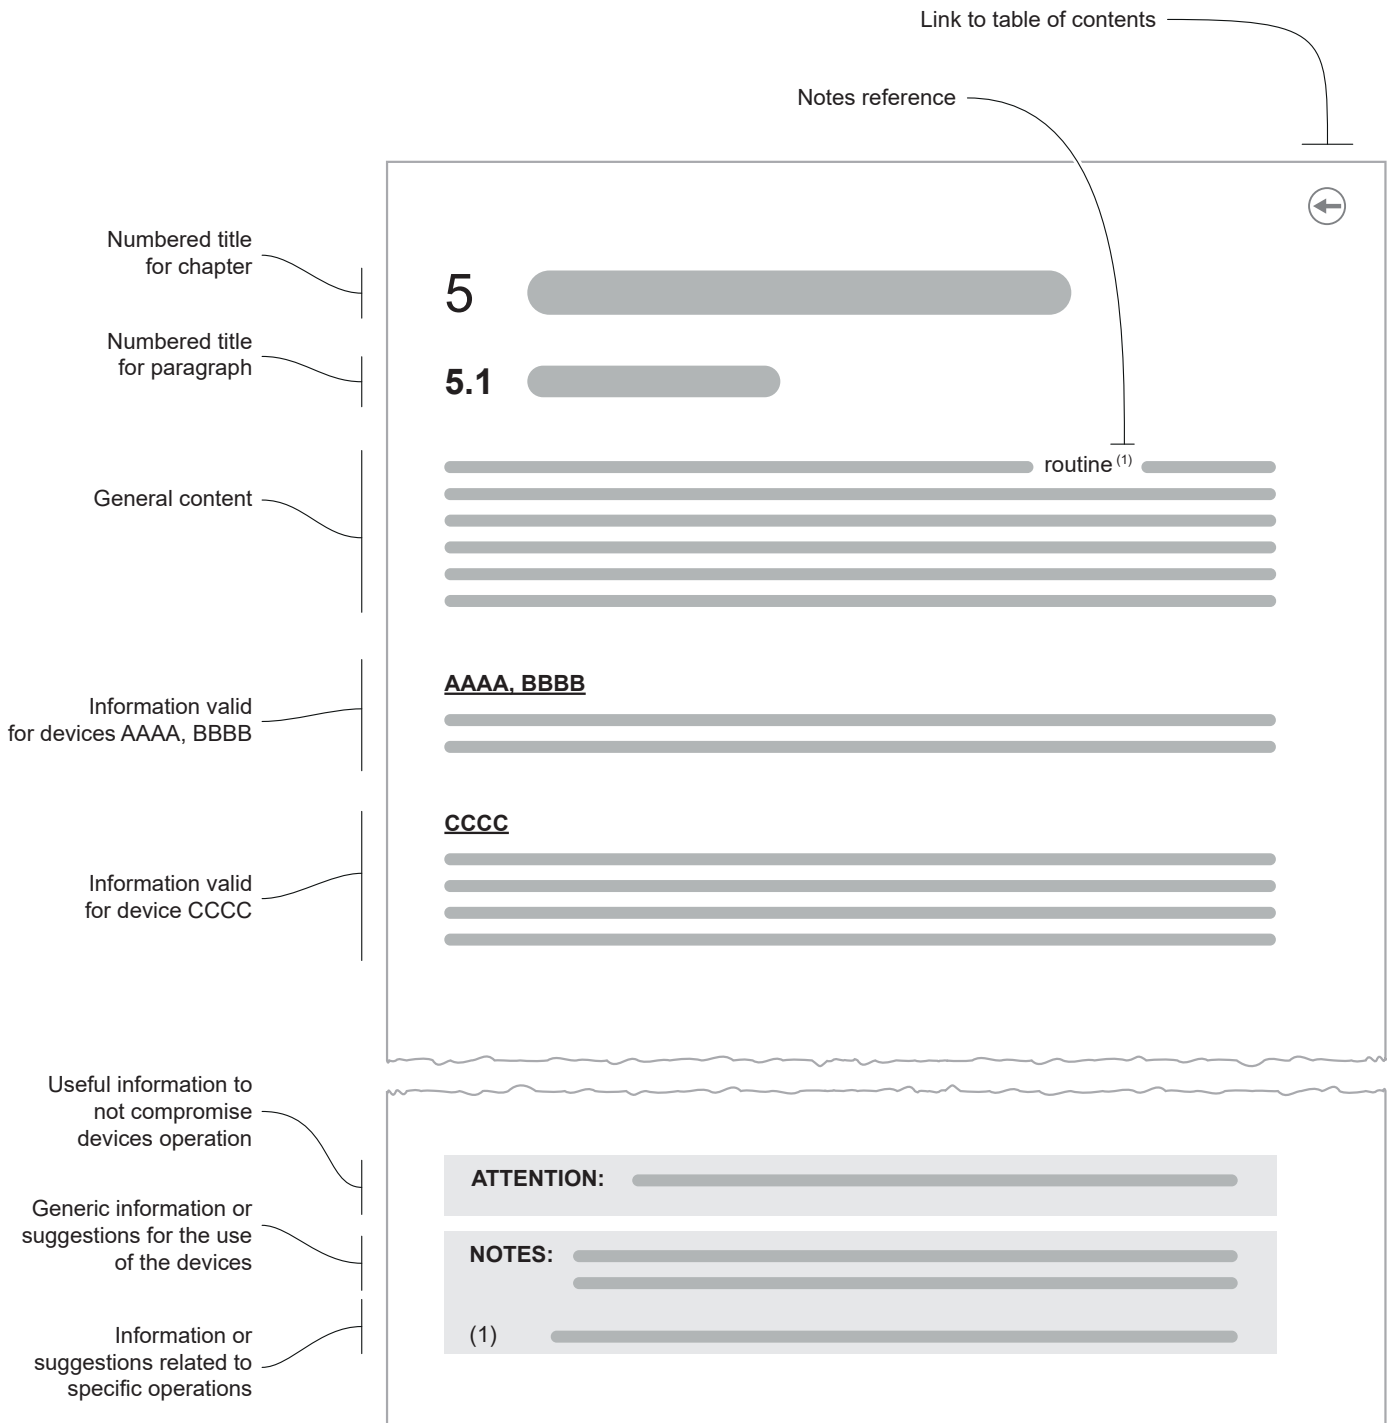 Link to table of contents
Notes reference
Numbered title
for chapter
5
Numbered title
for paragraph
5.1
routine (1)
General content
AAAA, BBBB
Information valid
for devices AAAA, BBBB
CCCC
Information valid
for device CCCC
Useful information to
not compromise
devices operation
ATTENTION:
Generic information or
suggestions for the use
of the devices
NOTES:
(1)
Information or
suggestions related to
specific operations